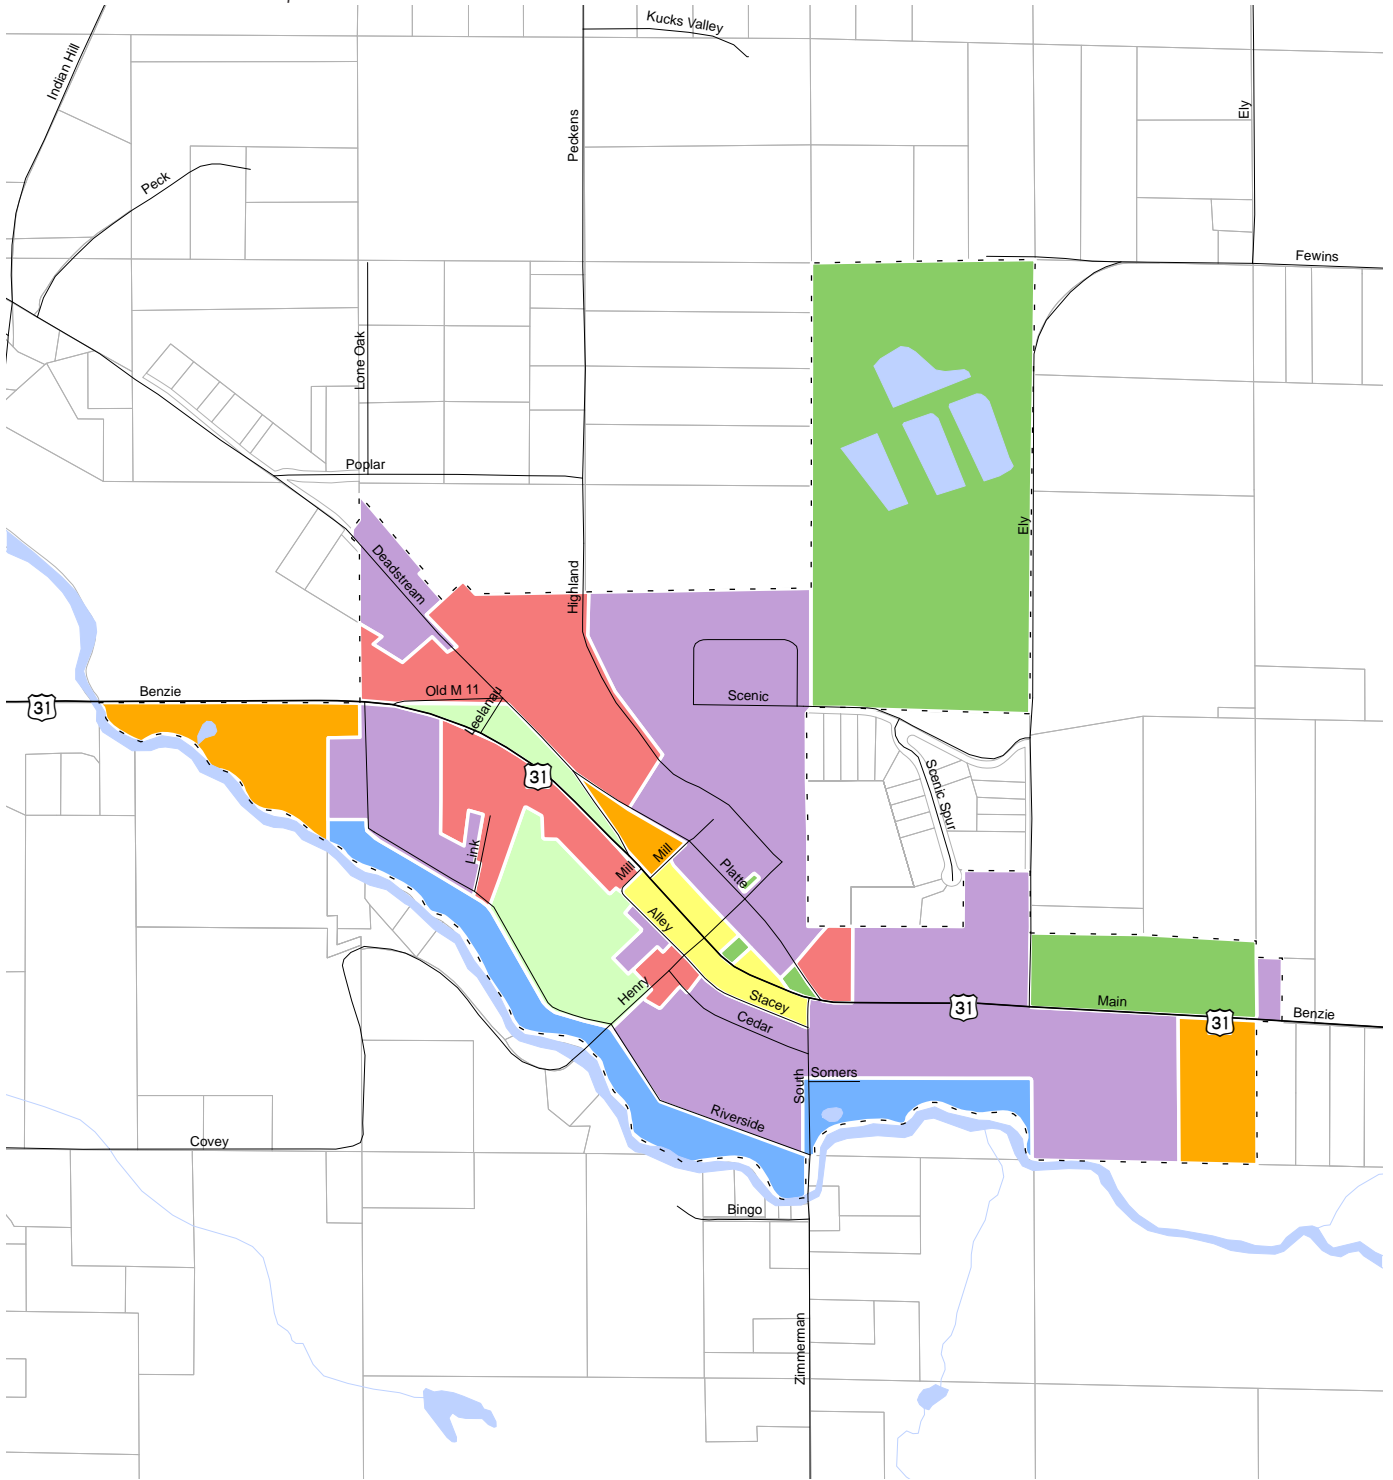 Kucks Valley
Indian Hill
Ely
Peckens
Peck
Fewins
Lone Oak
Poplar
Ely
Deadstream
Highland
Benzie
Old M 11
Leelanau
Scenic
31
31
Scenic Spur
Link
Mill
Mill
Platte
Alley
Henry
Stacey
Cedar
Main
31
31
Benzie
South
Somers
Riverside
Covey
Bingo
Zimmerman